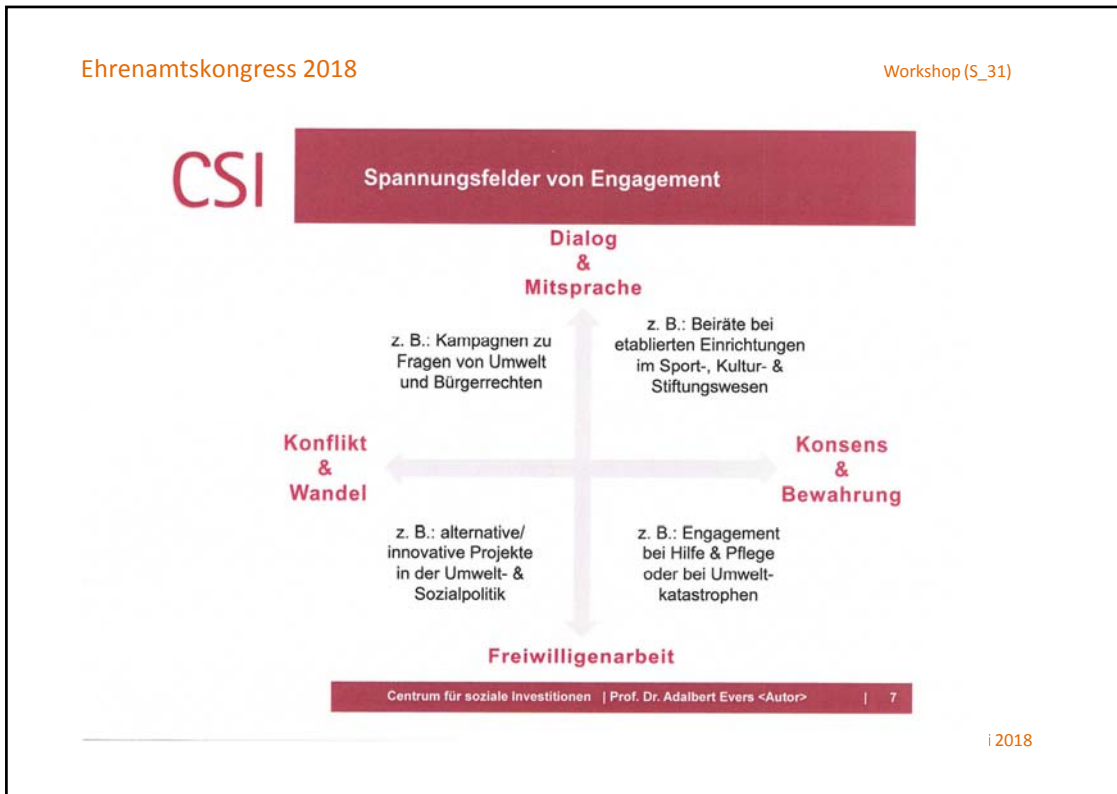 Ehrenamtskongress 2018
Workshop (S_31)
CSI
Spannungsfelder von Engagement
Dialog
&
Mitsprache
z. B.: Kampagnen zu
Fragen von Umwelt
und Bürgerrechten
z. B.: Beiräte bei
etablierten Einrichtungen
im Sport-, Kultur- &
Stiftungswesen
Konflikt
&
Wandel
Konsens
&
Bewahrung
z. B.: alternative/
innovative Projekte
in der Umwelt- &
Sozialpolitik
z. B.: Engagement
bei Hilfe & Pflege
oder bei Umwelt-
katastrophen
Freiwilligenarbeit
Centrum für soziale Investitionen | Prof. Dr. Adalbert Evers <Autor> | 7
2018